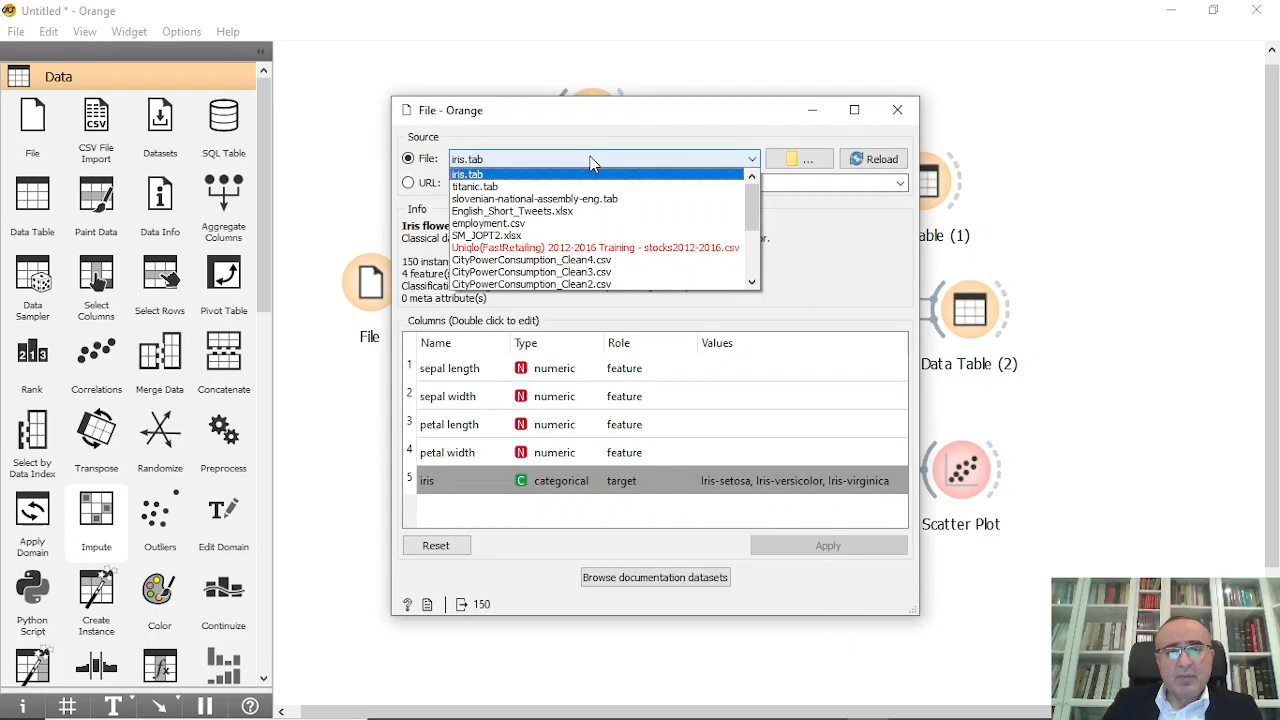 Untitled * - Orange
File Edit View Widget Options Help
Data
File
CSV File Import
Datasets
SQL Table
Data Table
Paint Data
Data Info
Aggregate Columns
Data Sampler
Select Columns
Select Rows
Pivot Table
Rank
Correlations
Merge Data
Concatenate
Select by Data Index
Transpose
Randomize
Preprocess
Apply Domain
Impute
Outliers
Edit Domain
Python Script
Create Instance
Color
Continuize
File
able (1)
Data Table (2)
Scatter Plot
File - Orange
Source
File: iris.tab ... Reload
URL:
iris.tab
titanic.tab
slovenian-national-assembly-eng.tab
English_Short_Tweets.xlsx
employment.csv
SM_JOPT2.xlsx
Uniqlo(FastRetailing) 2012-2016 Training - stocks2012-2016.csv
CityPowerConsumption_Clean4.csv
CityPowerConsumption_Clean3.csv
CityPowerConsumption_Clean2.csv
Info
Iris flowe
Classical da r.
150 instan
4 feature(s
Classificati
0 meta attribute(s)
Columns (Double click to edit)
Name Type Role Values
1 sepal length N numeric feature
2 sepal width N numeric feature
3 petal length N numeric feature
4 petal width N numeric feature
5 iris C categorical target Iris-setosa, Iris-versicolor, Iris-virginica
Reset Apply
Browse documentation datasets
? 150